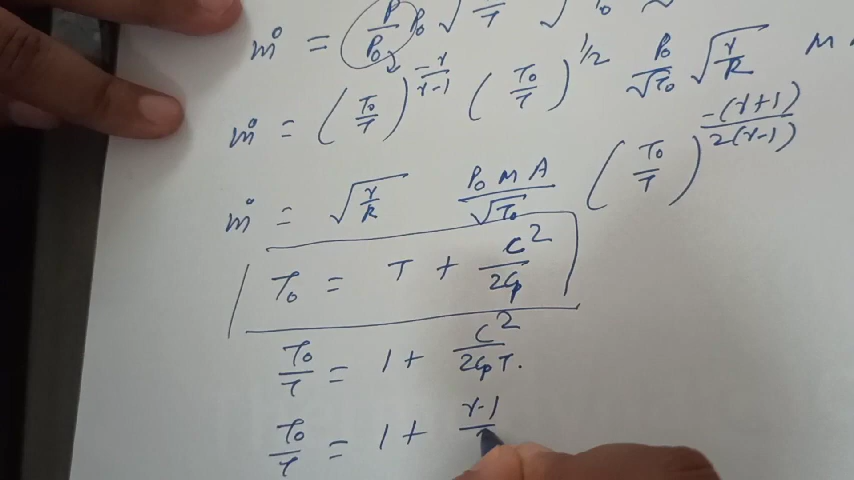 ṁ = P/P₀ P₀ √ /T √ T₀
ṁ = (T₀/T)^(-γ/(γ-1)) (T₀/T)^(1/2) P₀/√T₀ √(γ/R) M
ṁ = √(γ/R) P₀ M A/√T₀ (T₀/T)^(-(γ+1)/2(γ-1))
T₀ = T + C²/2Cp
T₀/T = 1 + C²/2CpT.
T₀/T = 1 + γ-1